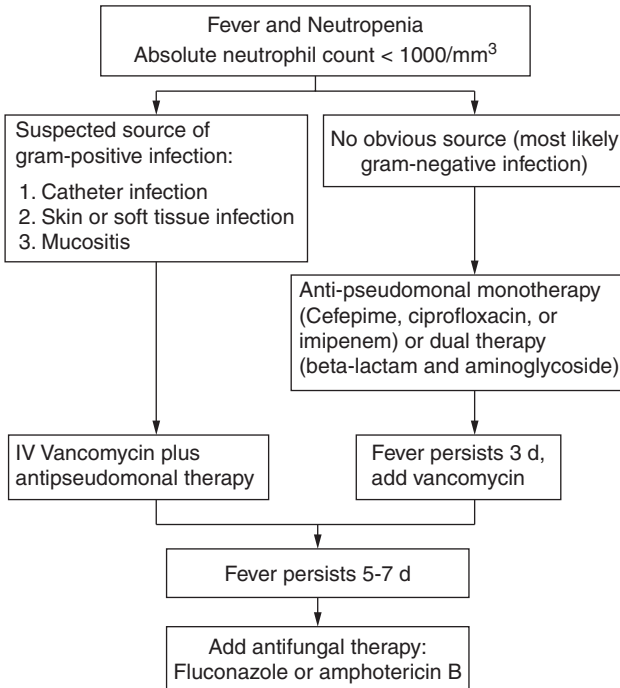 Fever and Neutropenia
Absolute neutrophil count < 1000/mm³
Suspected source of
gram-positive infection:
1. Catheter infection
2. Skin or soft tissue infection
3. Mucositis
No obvious source (most likely
gram-negative infection)
Anti-pseudomonal monotherapy
(Cefepime, ciprofloxacin, or
imipenem) or dual therapy
(beta-lactam and aminoglycoside)
IV Vancomycin plus
antipseudomonal therapy
Fever persists 3 d,
add vancomycin
Fever persists 5-7 d
Add antifungal therapy:
Fluconazole or amphotericin B